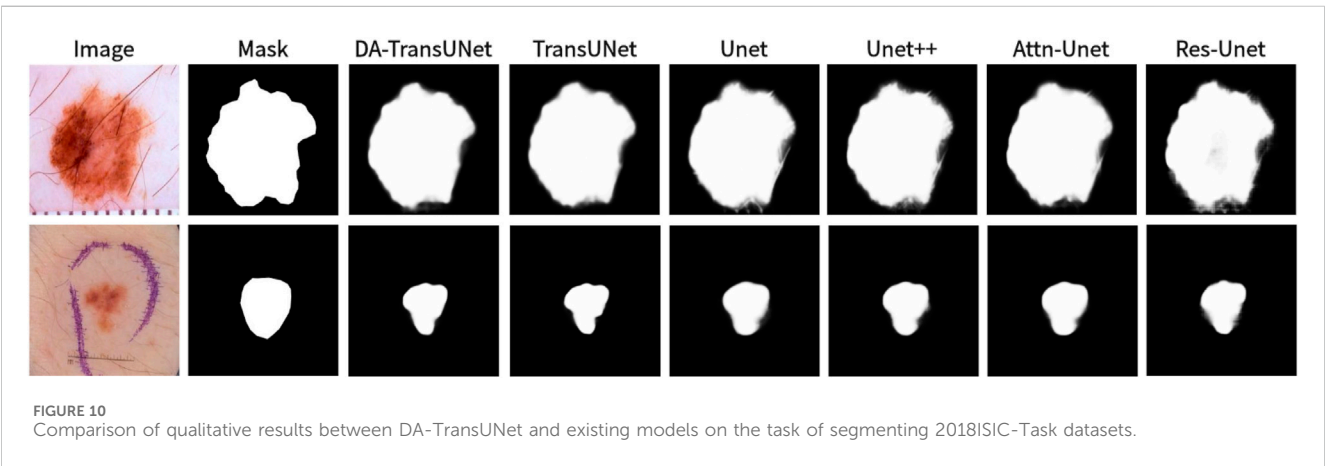 Image Mask DA-TransUNet TransUNet Unet Unet++ Attn-Unet Res-Unet
FIGURE 10
Comparison of qualitative results between DA-TransUNet and existing models on the task of segmenting 2018ISIC-Task datasets.